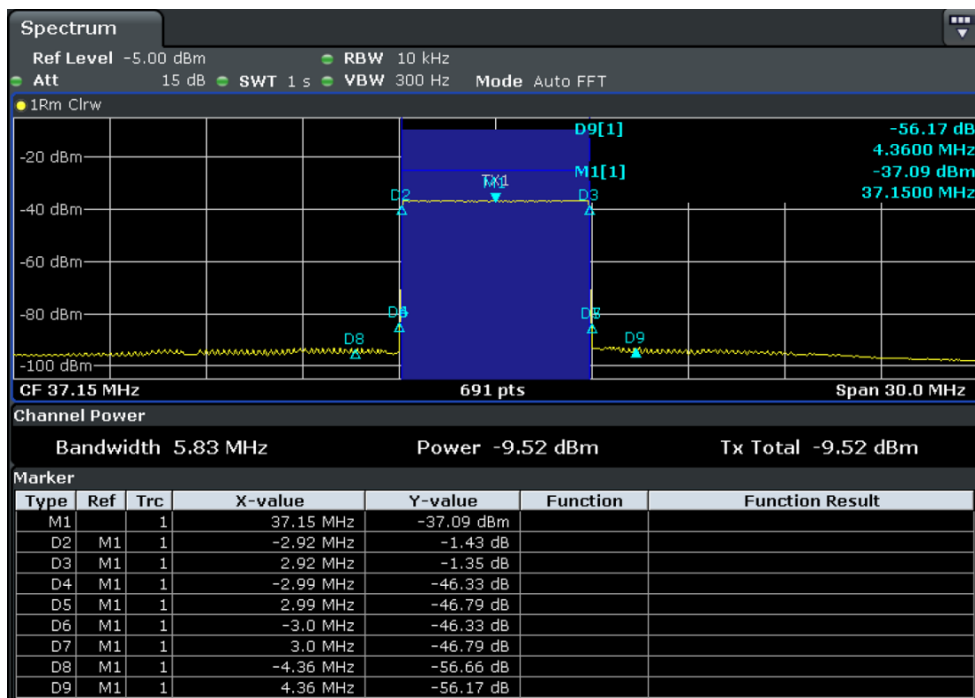 Spectrum
Ref Level -5.00 dBm RBW 10 kHz
Att 15 dB SWT 1 s VBW 300 Hz Mode Auto FFT
1Rm Clrw
D9[1] -56.17 dB
4.3600 MHz
-20 dBm
M1[1] -37.09 dBm
37.1500 MHz
TX1
M1
D2 D3
-40 dBm
-60 dBm
-80 dBm
D8 D9
-100 dBm
CF 37.15 MHz 691 pts Span 30.0 MHz
Channel Power
Bandwidth 5.83 MHz Power -9.52 dBm Tx Total -9.52 dBm
Marker
Type Ref Trc X-value Y-value Function Function Result
M1 1 37.15 MHz -37.09 dBm
D2 M1 1 -2.92 MHz -1.43 dB
D3 M1 1 2.92 MHz -1.35 dB
D4 M1 1 -2.99 MHz -46.33 dB
D5 M1 1 2.99 MHz -46.79 dB
D6 M1 1 -3.0 MHz -46.33 dB
D7 M1 1 3.0 MHz -46.79 dB
D8 M1 1 -4.36 MHz -56.66 dB
D9 M1 1 4.36 MHz -56.17 dB